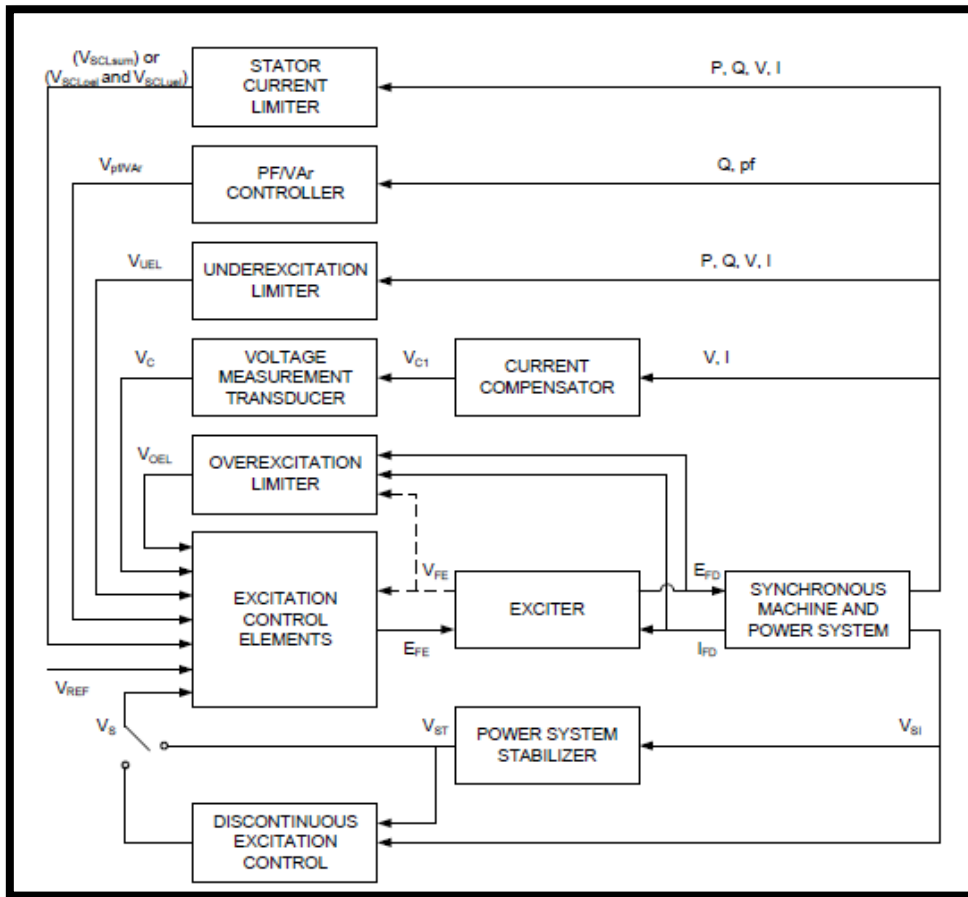 (VSCLsum) or
(VSCLoel and VSCLuel)
STATOR
CURRENT
LIMITER
P, Q, V, I
Vpf/VAr
PF/VAr
CONTROLLER
Q, pf
VUEL
UNDEREXCITATION
LIMITER
P, Q, V, I
VC
VOLTAGE
MEASUREMENT
TRANSDUCER
VC1
CURRENT
COMPENSATOR
V, I
VOEL
OVEREXCITATION
LIMITER
EXCITATION
CONTROL
ELEMENTS
VFE
EFE
EXCITER
EFD
IFD
SYNCHRONOUS
MACHINE AND
POWER SYSTEM
VREF
VS
VST
POWER SYSTEM
STABILIZER
VSI
DISCONTINUOUS
EXCITATION
CONTROL